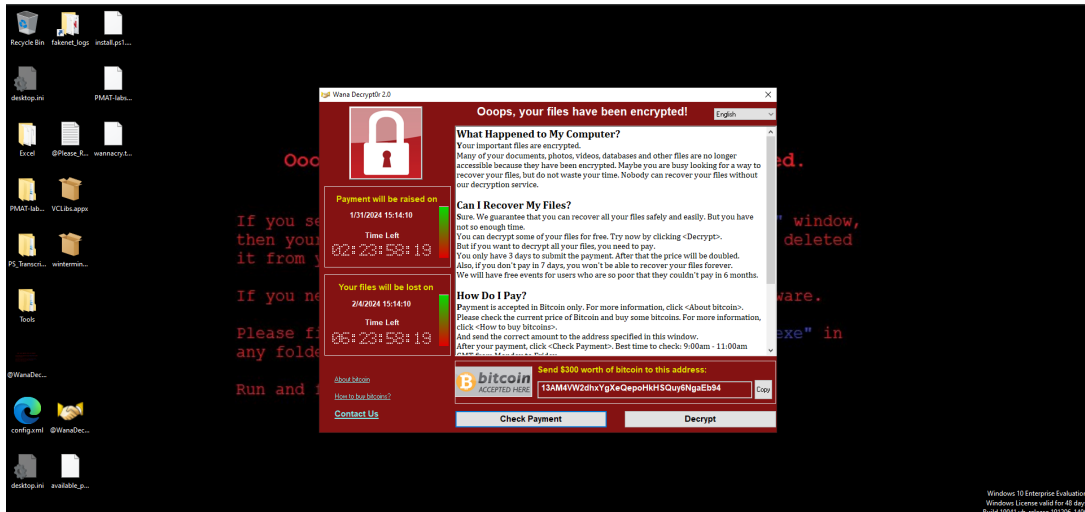 Recycle Bin
fakenet_logs
install.ps1....
desktop.ini
PMAT-labs...
Excel
@Please_R...
wannacry.t...
PMAT-lab...
VCLibs.appx
PS_Transcri...
wintermin...
Tools
@WanaDec...
config.xml
@WanaDec...
desktop.ini
available_p...
Ooo
ed.
If you se
" window,
then your
deleted
it from y
If you ne
ware.
Please fi
exe" in
any folde
Run and f
Wana Decrypt0r 2.0
Ooops, your files have been encrypted!
English
Payment will be raised on
1/31/2024 15:14:10
Time Left
02:23:58:19
Your files will be lost on
2/4/2024 15:14:10
Time Left
06:23:58:19
About bitcoin
How to buy bitcoins?
Contact Us
What Happened to My Computer?
Your important files are encrypted.
Many of your documents, photos, videos, databases and other files are no longer
accessible because they have been encrypted. Maybe you are busy looking for a way to
recover your files, but do not waste your time. Nobody can recover your files without
our decryption service.
Can I Recover My Files?
Sure. We guarantee that you can recover all your files safely and easily. But you have
not so enough time.
You can decrypt some of your files for free. Try now by clicking <Decrypt>.
But if you want to decrypt all your files, you need to pay.
You only have 3 days to submit the payment. After that the price will be doubled.
Also, if you don't pay in 7 days, you won't be able to recover your files forever.
We will have free events for users who are so poor that they couldn't pay in 6 months.
How Do I Pay?
Payment is accepted in Bitcoin only. For more information, click <About bitcoin>.
Please check the current price of Bitcoin and buy some bitcoins. For more information,
click <How to buy bitcoins>.
And send the correct amount to the address specified in this window.
After your payment, click <Check Payment>. Best time to check: 9:00am - 11:00am
GMT from Monday to Friday
bitcoin
ACCEPTED HERE
Send $300 worth of bitcoin to this address:
13AM4VW2dhxYgXeQepoHkHSQuy6NgaEb94
Copy
Check Payment
Decrypt
Windows 10 Enterprise Evaluation
Windows License valid for 48 day